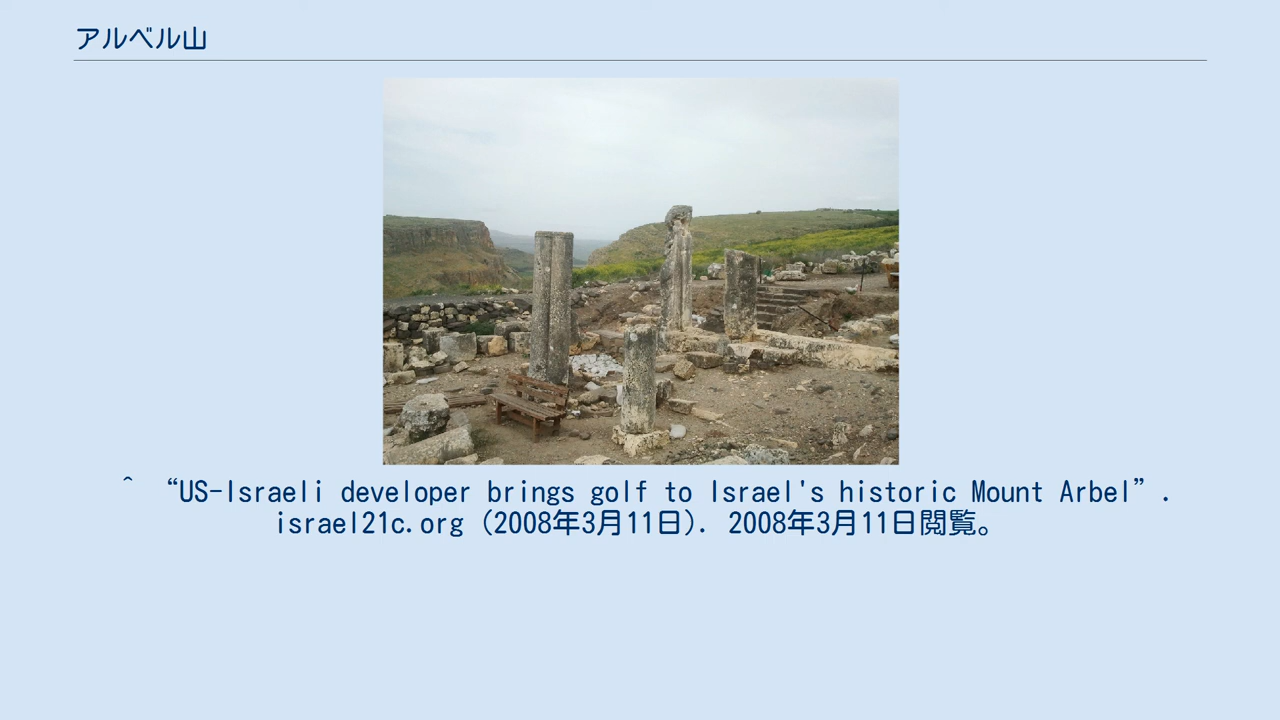 アルベル山
^ “US-Israeli developer brings golf to Israel's historic Mount Arbel”.
israel21c.org (2008年3月11日). 2008年3月11日閲覧。